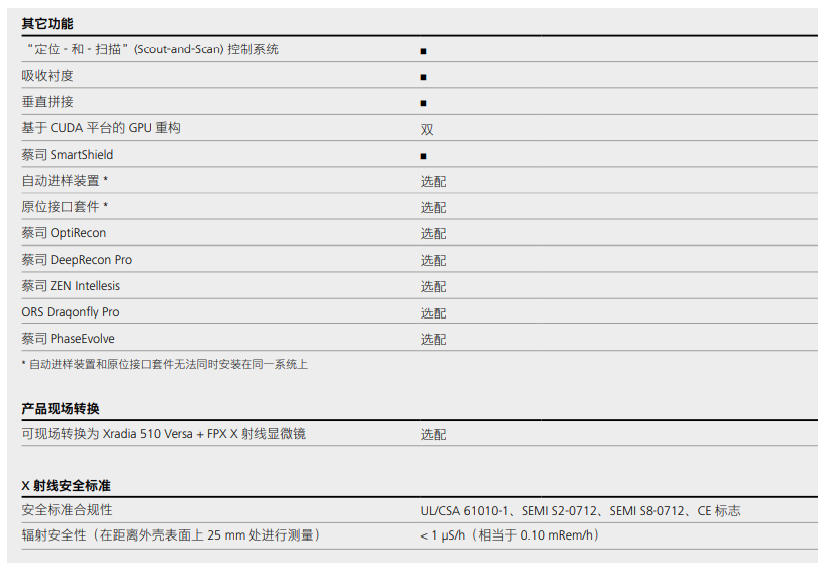 其它功能
“定位 - 和 - 扫描”(Scout-and-Scan) 控制系统 ■
吸收衬度 ■
垂直拼接 ■
基于 CUDA 平台的 GPU 重构 双
蔡司 SmartShield ■
自动进样装置 * 选配
原位接口套件 * 选配
蔡司 OptiRecon 选配
蔡司 DeepRecon Pro 选配
蔡司 ZEN Intellesis 选配
ORS Dragonfly Pro 选配
蔡司 PhaseEvolve 选配
* 自动进样装置和原位接口套件无法同时安装在同一系统上
产品现场转换
可现场转换为 Xradia 510 Versa + FPX X 射线显微镜 选配
X 射线安全标准
安全标准合规性 UL/CSA 61010-1、SEMI S2-0712、SEMI S8-0712、CE 标志
辐射安全性（在距离外壳表面上 25 mm 处进行测量） < 1 μS/h（相当于 0.10 mRem/h）